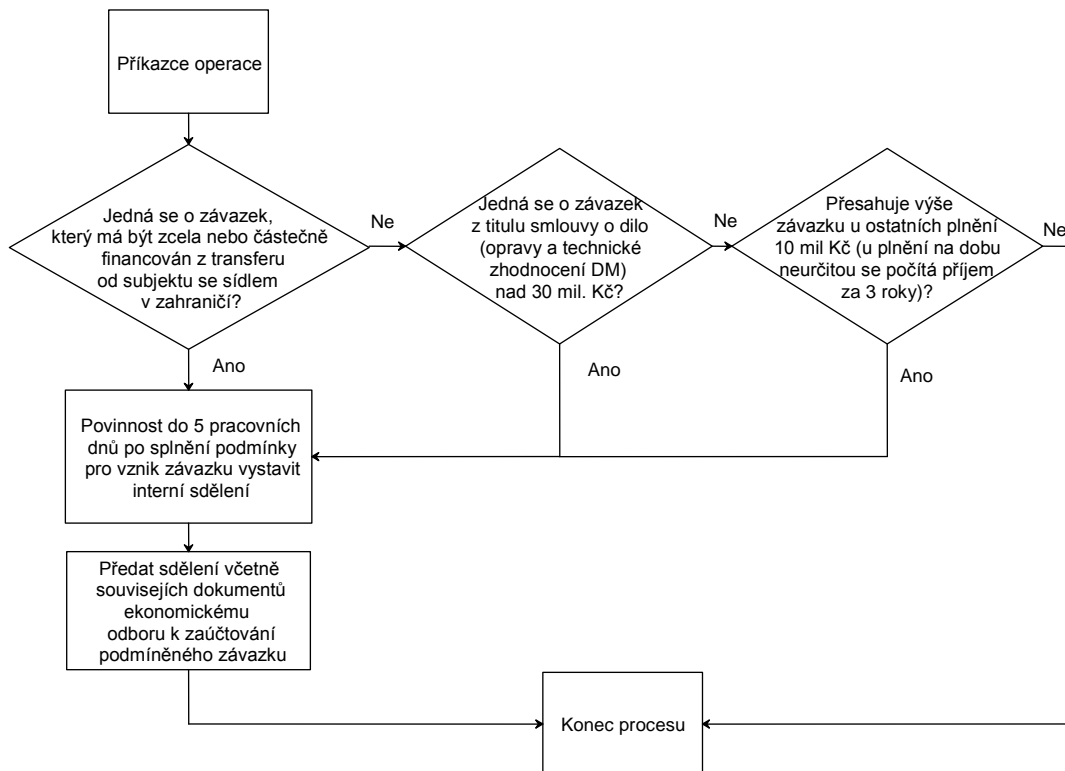 Příkazce operace
Jedná se o závazek,
který má být zcela nebo částečně
financován z transferu
od subjektu se sídlem
v zahraničí?
Ne
Jedná se o závazek
z titulu smlouvy o dilo
(opravy a technické
zhodnocení DM)
nad 30 mil. Kč?
Ne
Přesahuje výše
závazku u ostatních plnění
10 mil Kč (u plnění na dobu
neurčitou se počítá příjem
za 3 roky)?
Ne
Ano
Ano
Ano
Povinnost do 5 pracovních
dnů po splnění podmínky
pro vznik závazku vystavit
interní sdělení
Předat sdělení včetně
souvisejích dokumentů
ekonomickému
odboru k zaúčtování
podmíněného závazku
Konec procesu